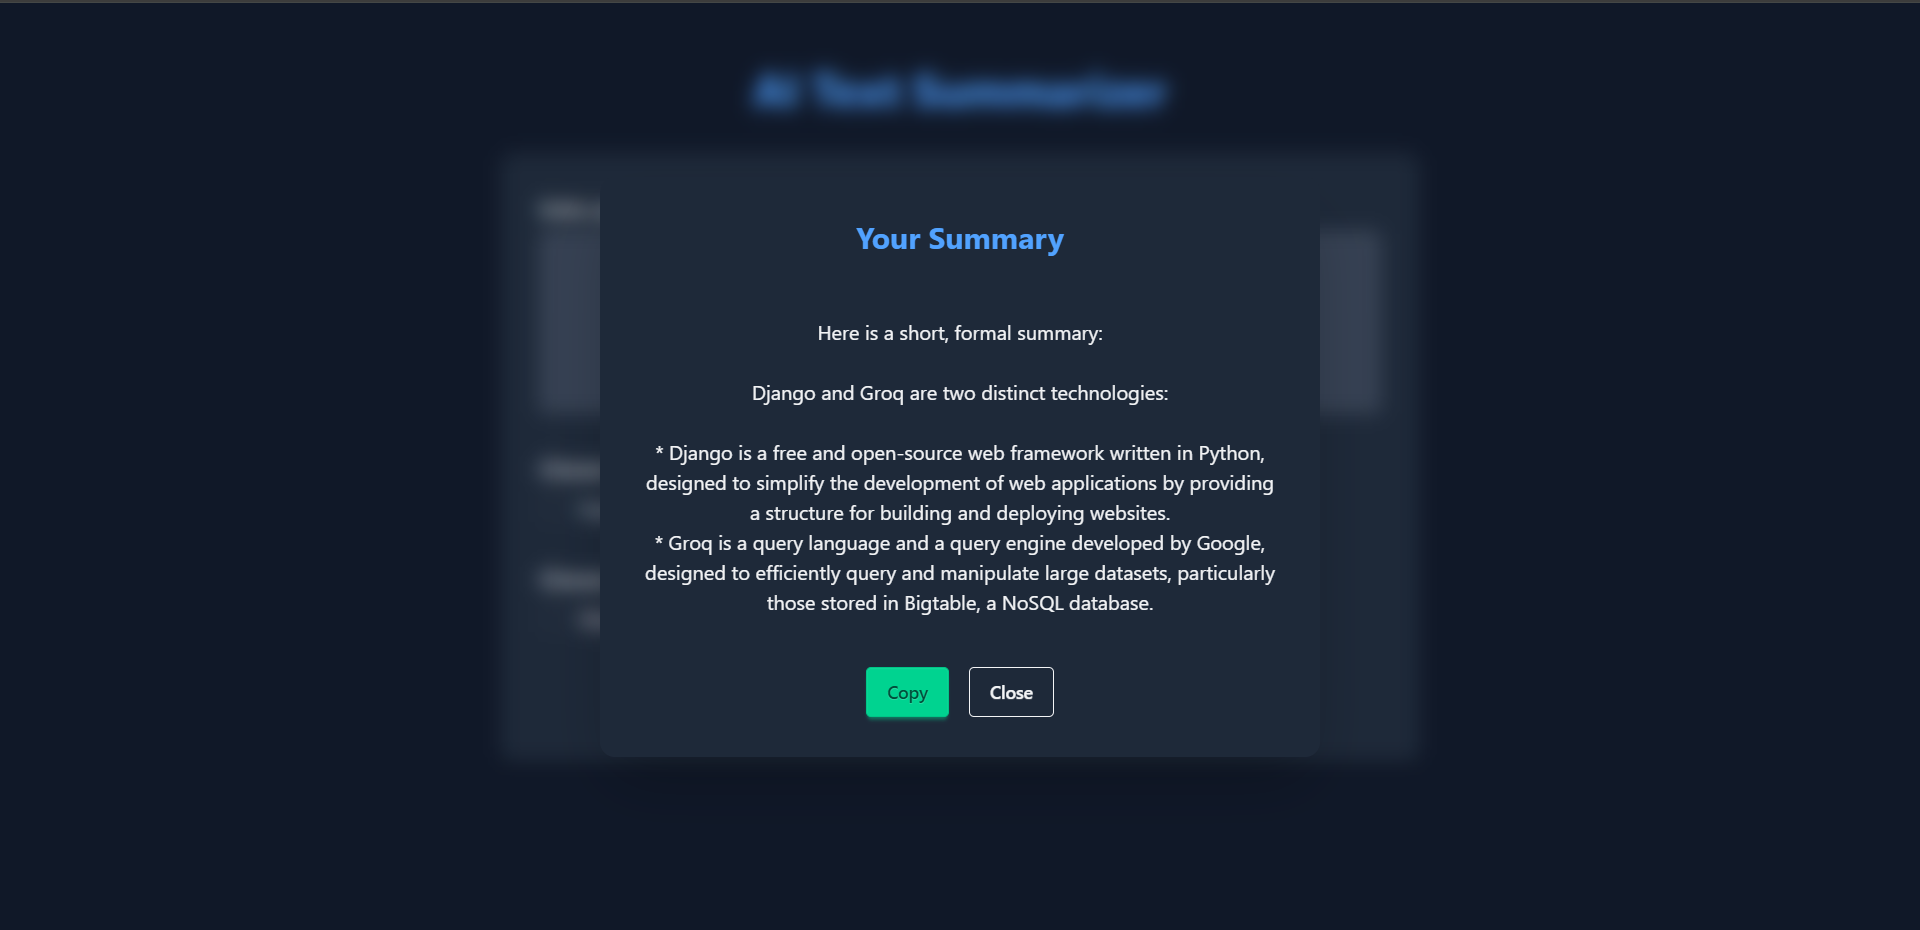 AI Text Summarizer
Your Summary
Here is a short, formal summary:
Django and Groq are two distinct technologies:
* Django is a free and open-source web framework written in Python,
designed to simplify the development of web applications by providing
a structure for building and deploying websites.
* Groq is a query language and a query engine developed by Google,
designed to efficiently query and manipulate large datasets, particularly
those stored in Bigtable, a NoSQL database.
Copy
Close